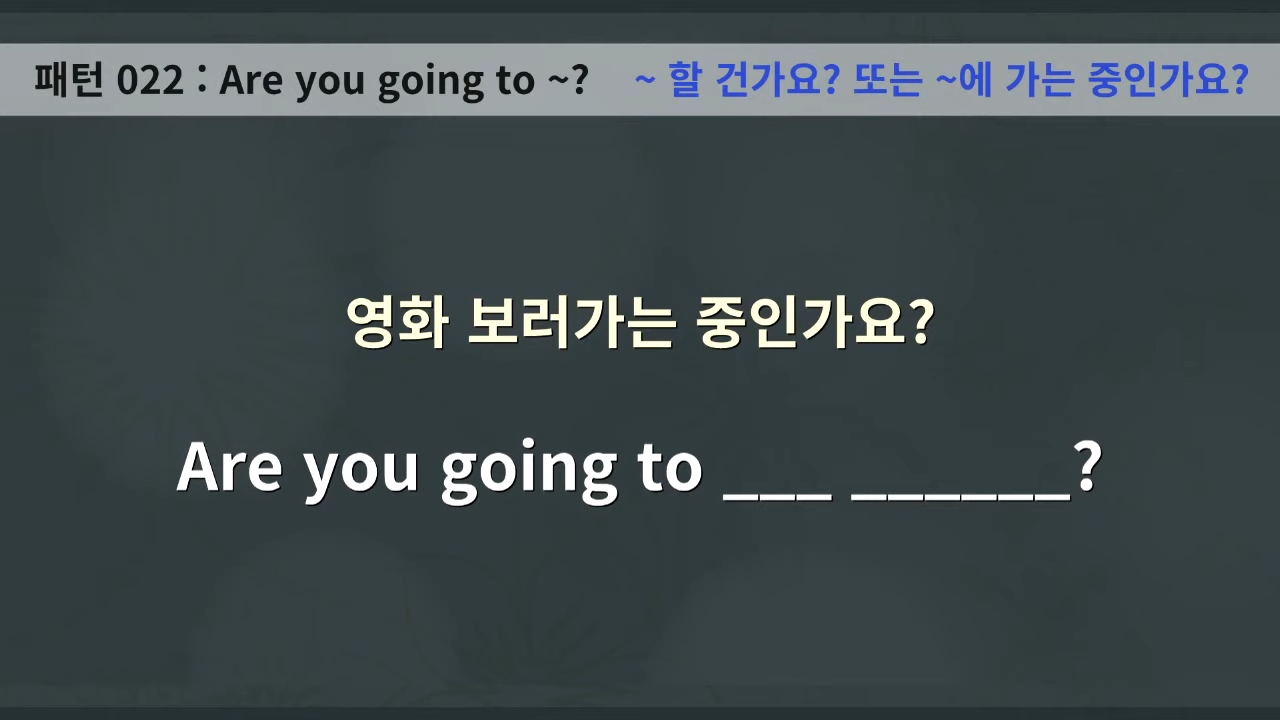 패턴 022 : Are you going to ~? ~ 할 건가요? 또는 ~에 가는 중인가요?
영화 보러가는 중인가요?
Are you going to ___ ______?